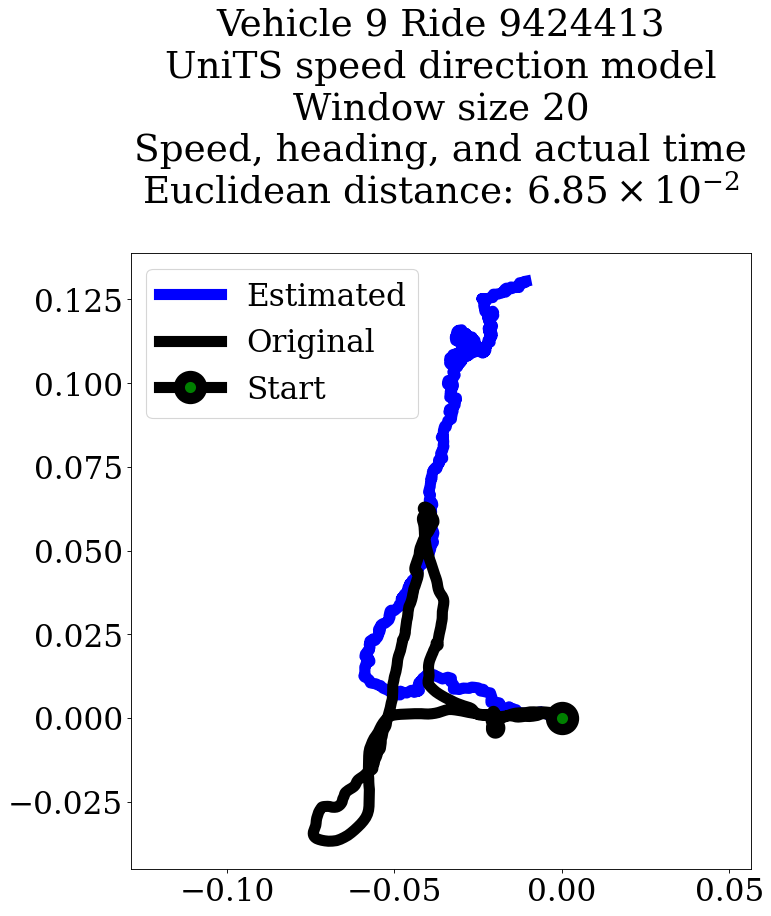 Vehicle 9 Ride 9424413
UniTS speed direction model
Window size 20
Speed, heading, and actual time
Euclidean distance: 6.85 × 10⁻²
Estimated
Original
Start
0.125
0.100
0.075
0.050
0.025
0.000
−0.025
−0.10 −0.05 0.00 0.05